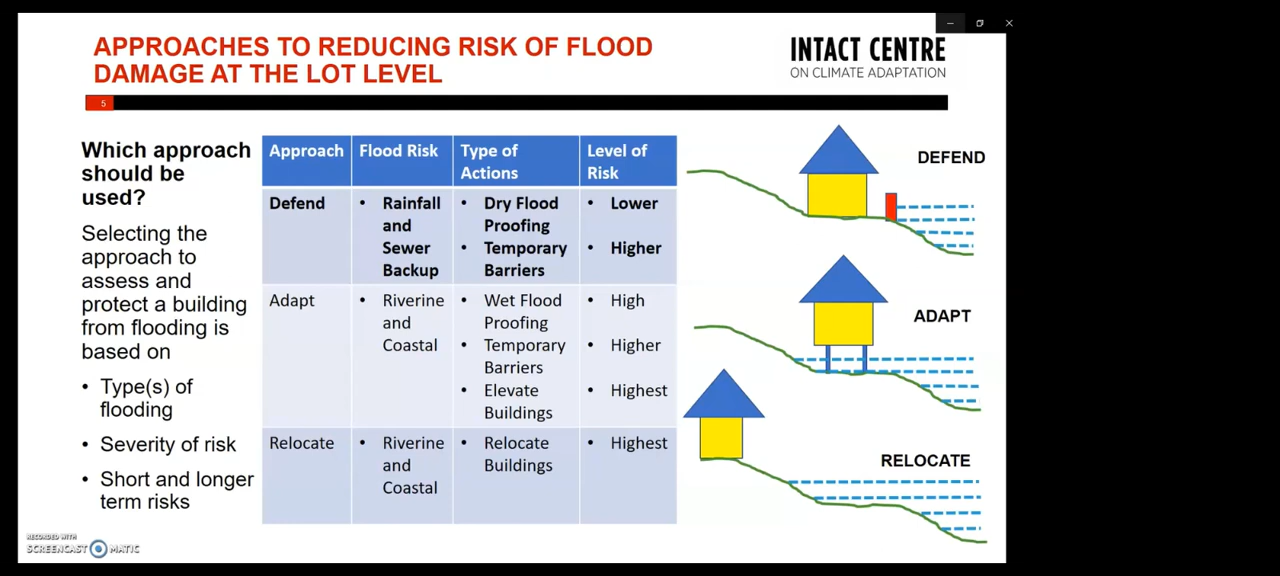 APPROACHES TO REDUCING RISK OF FLOOD
DAMAGE AT THE LOT LEVEL
INTACT CENTRE
ON CLIMATE ADAPTATION
5
Which approach
should be
used?
Selecting the
approach to
assess and
protect a building
from flooding is
based on
• Type(s) of
flooding
• Severity of risk
• Short and longer
term risks
Approach
Flood Risk
Type of
Actions
Level of
Risk
Defend
• Rainfall
and
Sewer
Backup
• Dry Flood
Proofing
• Temporary
Barriers
• Lower
• Higher
Adapt
• Riverine
and
Coastal
• Wet Flood
Proofing
• Temporary
Barriers
• Elevate
Buildings
• High
• Higher
• Highest
Relocate
• Riverine
and
Coastal
• Relocate
Buildings
• Highest
DEFEND
ADAPT
RELOCATE
RECORDED WITH
SCREENCAST MATIC